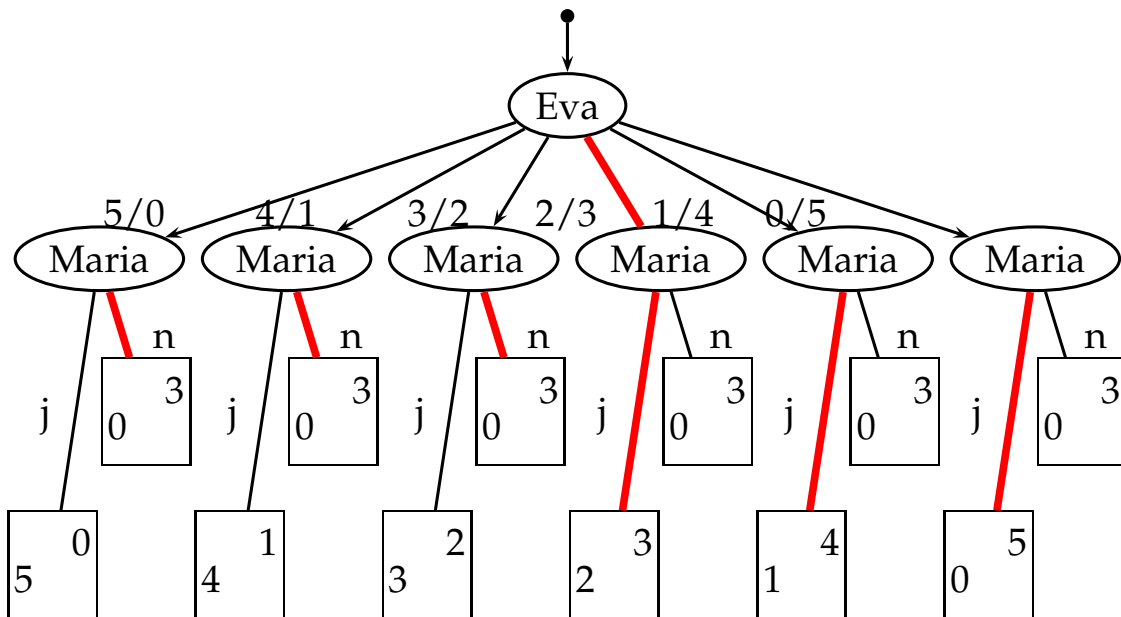 Eva
5/0 4/1 3/2 2/3 1/4 0/5
Maria Maria Maria Maria Maria Maria
n n n n n n
3 3 3 3 3 3
j 0 j 0 j 0 j 0 j 0 j 0
0 1 2 3 4 5
5 4 3 2 1 0